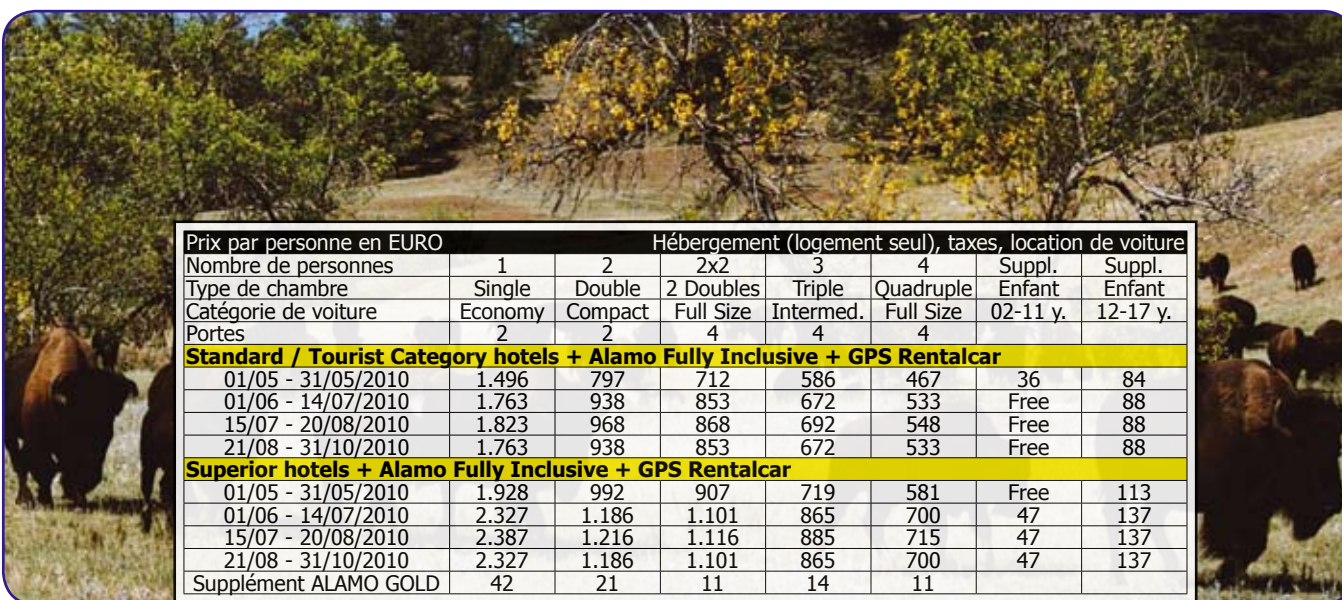 Prix par personne en EURO Hébergement (logement seul), taxes, location de voiture
Nombre de personnes 1 2 2x2 3 4 Suppl. Suppl.
Type de chambre Single Double 2 Doubles Triple Quadruple Enfant Enfant
Catégorie de voiture Economy Compact Full Size Intermed. Full Size 02-11 y. 12-17 y.
Portes 2 2 4 4 4
Standard / Tourist Category hotels + Alamo Fully Inclusive + GPS Rentalcar
01/05 - 31/05/2010 1.496 797 712 586 467 36 84
01/06 - 14/07/2010 1.763 938 853 672 533 Free 88
15/07 - 20/08/2010 1.823 968 868 692 548 Free 88
21/08 - 31/10/2010 1.763 938 853 672 533 Free 88
Superior hotels + Alamo Fully Inclusive + GPS Rentalcar
01/05 - 31/05/2010 1.928 992 907 719 581 Free 113
01/06 - 14/07/2010 2.327 1.186 1.101 865 700 47 137
15/07 - 20/08/2010 2.387 1.216 1.116 885 715 47 137
21/08 - 31/10/2010 2.327 1.186 1.101 865 700 47 137
Supplément ALAMO GOLD 42 21 11 14 11